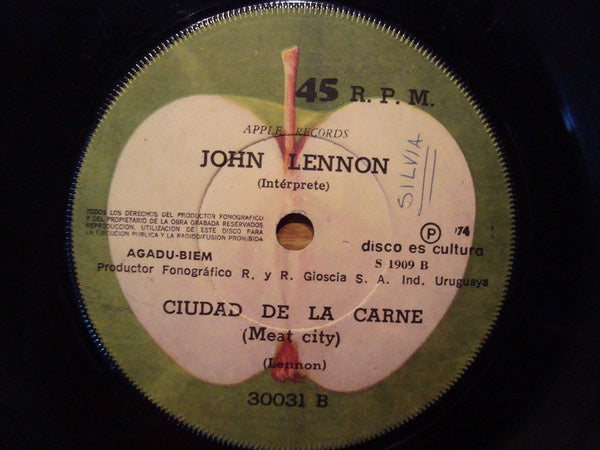 45 R. P. M.
APPLE RECORDS
JOHN LENNON
(Intérprete)
SILVIA
TODOS LOS DERECHOS DEL PRODUCTOR FONOGRAFICO
Y DEL PROPIETARIO DE LA OBRA GRABADA RESERVADOS
REPRODUCCION, UTILIZACION DE ESTE DISCO PARA
LA EJECUCION PUBLICA Y LA RADIODIFUSION PROHIBIDA
Ⓟ '74
disco es cultura
S 1909 B
AGADU-BIEM
Productor Fonográfico R. y R. Gioscia S. A. Ind. Uruguaya
CIUDAD DE LA CARNE
(Meat city)
(Lennon)
30031 B